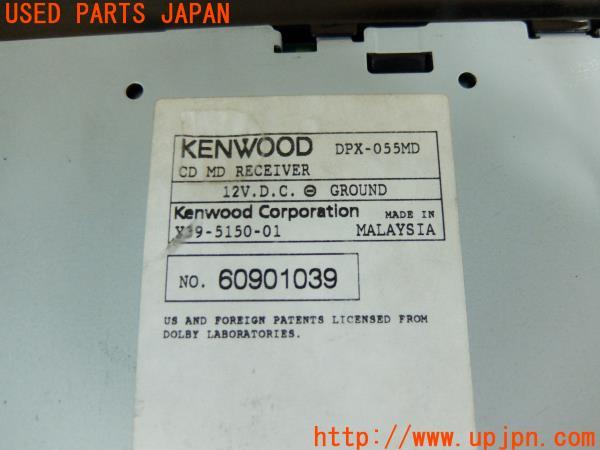 USED PARTS JAPAN
KENWOOD DPX-055MD
CD MD RECEIVER
12V.D.C. ⊖ GROUND
Kenwood Corporation MADE IN
Y39-5150-01 MALAYSIA
NO. 60901039
US AND FOREIGN PATENTS LICENSED FROM
DOLBY LABORATORIES.
http://www.upjpn.com/